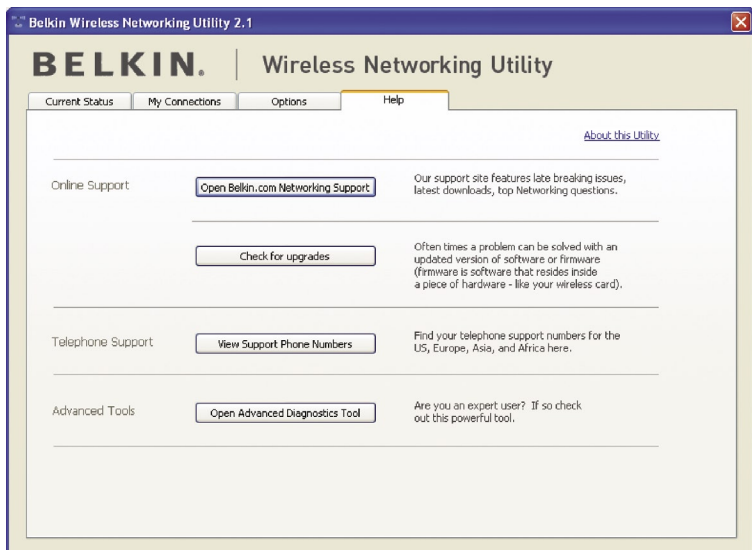 Belkin Wireless Networking Utility 2.1
BELKIN. | Wireless Networking Utility
Current Status My Connections Options Help
About this Utility
Online Support
Open Belkin.com Networking Support
Our support site features late breaking issues,
latest downloads, top Networking questions.
Check for upgrades
Often times a problem can be solved with an
updated version of software or firmware
(firmware is software that resides inside
a piece of hardware - like your wireless card).
Telephone Support
View Support Phone Numbers
Find your telephone support numbers for the
US, Europe, Asia, and Africa here.
Advanced Tools
Open Advanced Diagnostics Tool
Are you an expert user? If so check
out this powerful tool.